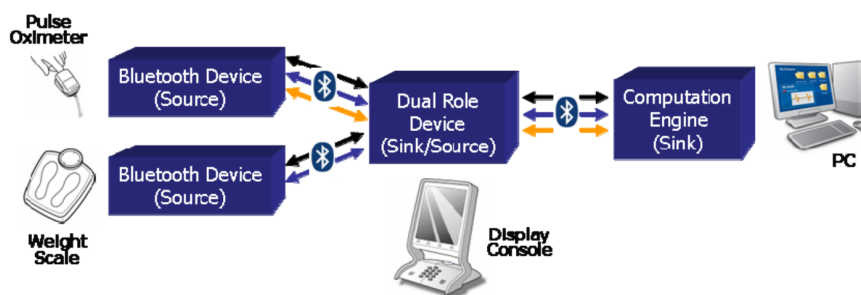 Pulse
Oximeter
Bluetooth Device
(Source)
Dual Role
Device
(Sink/Source)
Computation
Engine
(Sink)
PC
Bluetooth Device
(Source)
Weight
Scale
Display
Console